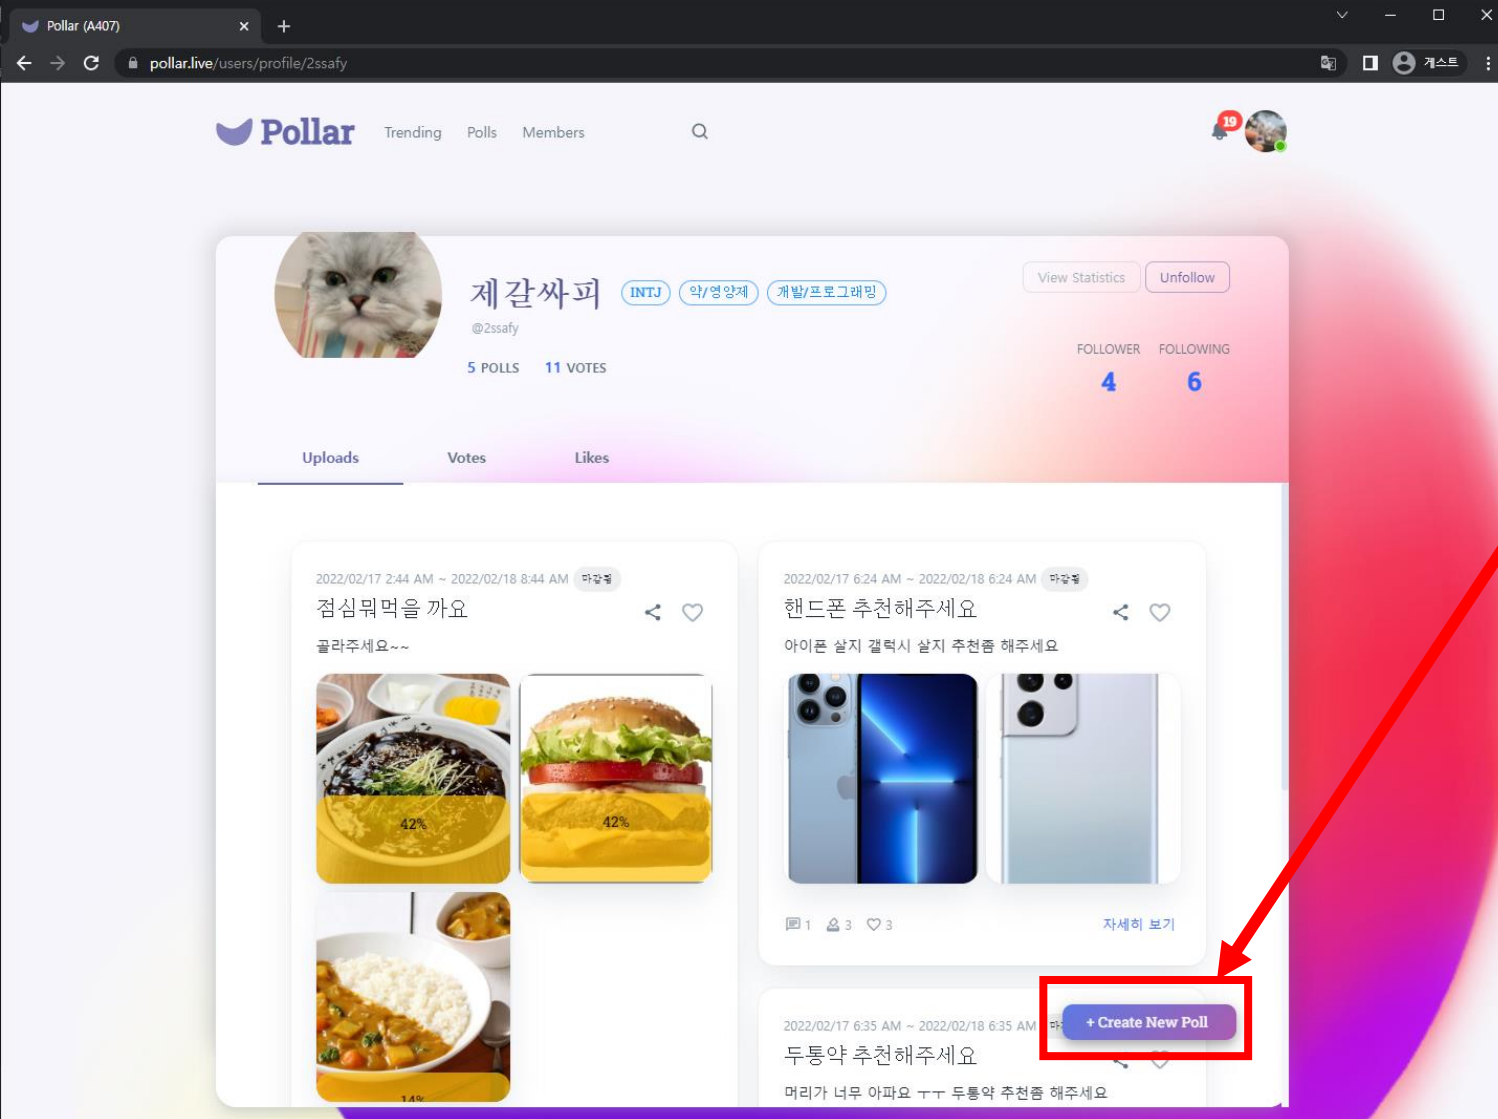 Pollar (A407)
pollar.live/users/profile/2ssafy
게스트
Pollar
Trending
Polls
Members
19
제갈싸피
INTJ
약/영양제
개발/프로그래밍
View Statistics
Unfollow
@2ssafy
5 POLLS
11 VOTES
FOLLOWER
FOLLOWING
4
6
Uploads
Votes
Likes
2022/02/17 2:44 AM ~ 2022/02/18 8:44 AM
마감됨
점심뭐먹을 까요
골라주세요~~
42%
42%
14%
2022/02/17 6:24 AM ~ 2022/02/18 6:24 AM
마감됨
핸드폰 추천해주세요
아이폰 살지 갤럭시 살지 추천좀 해주세요
1
3
3
자세히 보기
2022/02/17 6:35 AM ~ 2022/02/18 6:35 AM
+ Create New Poll
두통약 추천해주세요
머리가 너무 아파요 ㅜㅜ 두통약 추천좀 해주세요